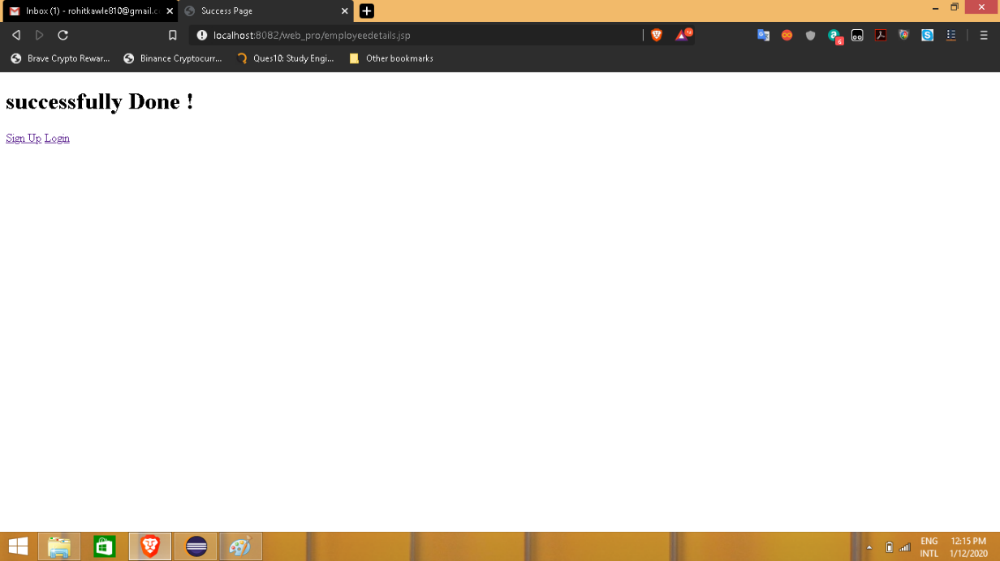 Inbox (1) - rohitkawle810@gmail.c
Success Page
localhost:8082/web_pro/employeedetails.jsp
Brave Crypto Rewar...
Binance Cryptocurr...
Ques10: Study Engi...
Other bookmarks
successfully Done !
Sign Up Login
ENG
INTL
12:15 PM
1/12/2020